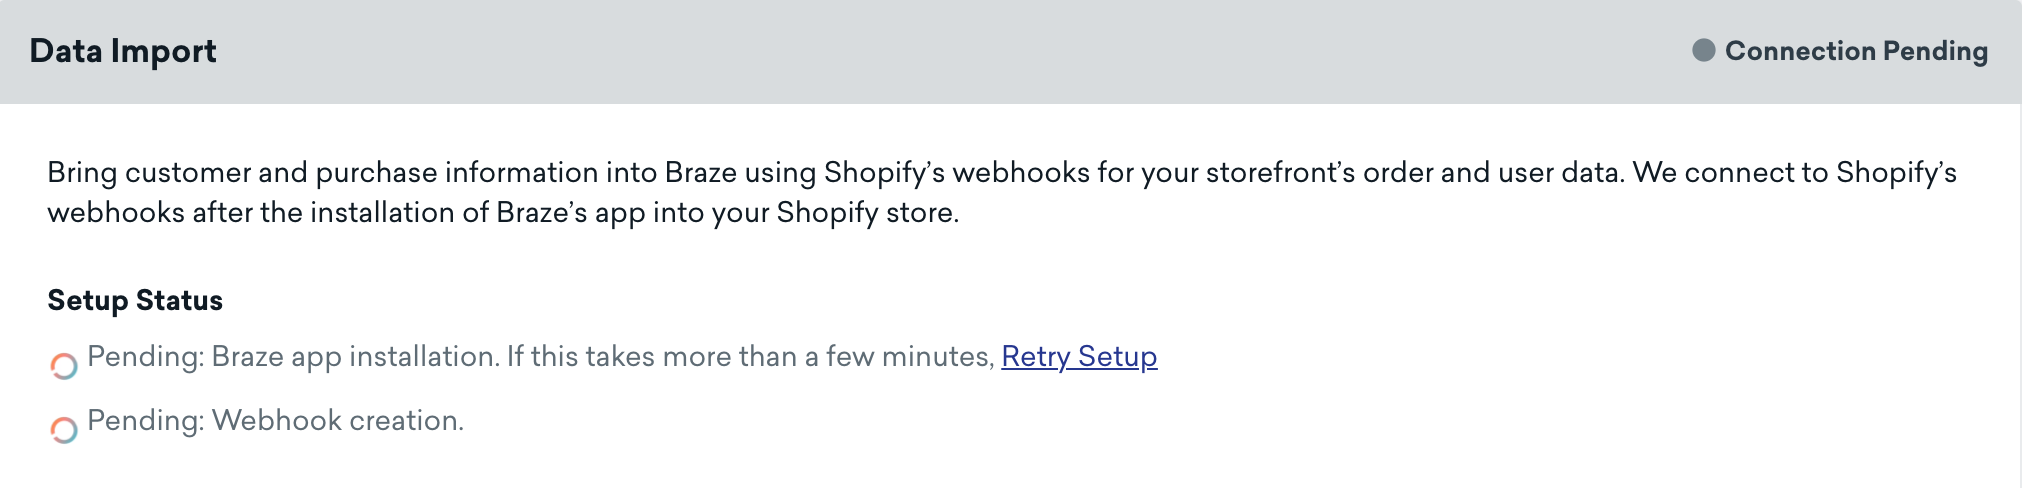 Data Import
Connection Pending
Bring customer and purchase information into Braze using Shopify’s webhooks for your storefront’s order and user data. We connect to Shopify’s
webhooks after the installation of Braze’s app into your Shopify store.
Setup Status
Pending: Braze app installation. If this takes more than a few minutes, Retry Setup
Pending: Webhook creation.